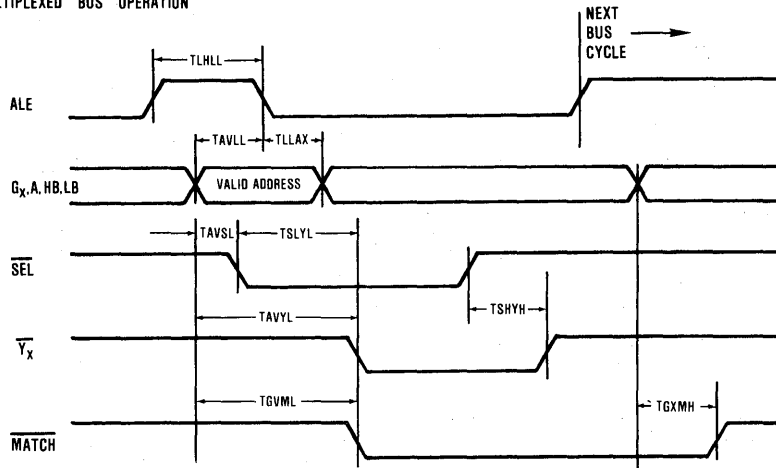 TIPLEXED BUS OPERATION
NEXT
BUS
CYCLE
TLHLL
ALE
TAVLL TLLAX
GX, A, HB, LB
VALID ADDRESS
TAVSL TSLYL
SEL
TSHYH
TAVYL
YX
TGVML
TGXMH
MATCH